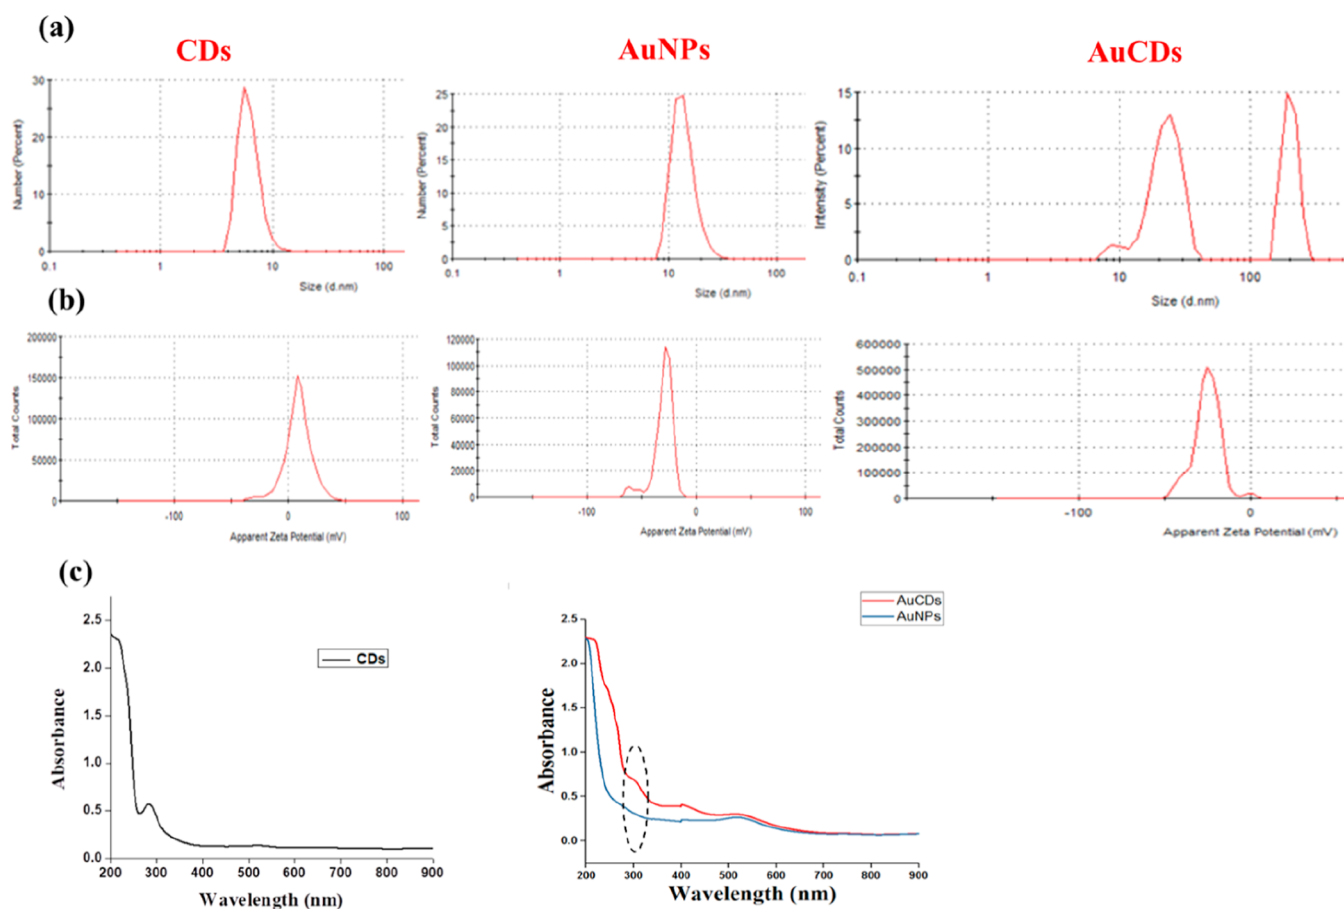 (a)
CDs
AuNPs
AuCDs
30
20
10
0
Number (Percent)
0.1
1
10
100
Size (d.nm)
25
20
15
10
5
0
Number (Percent)
0.1
1
10
100
Size (d.nm)
15
10
5
0
Intensity (Percent)
0.1
1
10
100
Size (d.nm)
(b)
200000
150000
100000
50000
0
Total Counts
-100
0
100
Apparent Zeta Potential (mV)
120000
100000
80000
60000
40000
20000
0
Total Counts
-100
0
100
Apparent Zeta Potential (mV)
600000
500000
400000
300000
200000
100000
0
Total Counts
-100
0
Apparent Zeta Potential (mV)
(c)
2.5
2.0
1.5
1.0
0.5
0.0
Absorbance
CDs
200 300 400 500 600 700 800 900
Wavelength (nm)
AuCDs
AuNPs
2.5
2.0
1.5
1.0
0.5
0.0
Absorbance
200 300 400 500 600 700 800 900
Wavelength (nm)